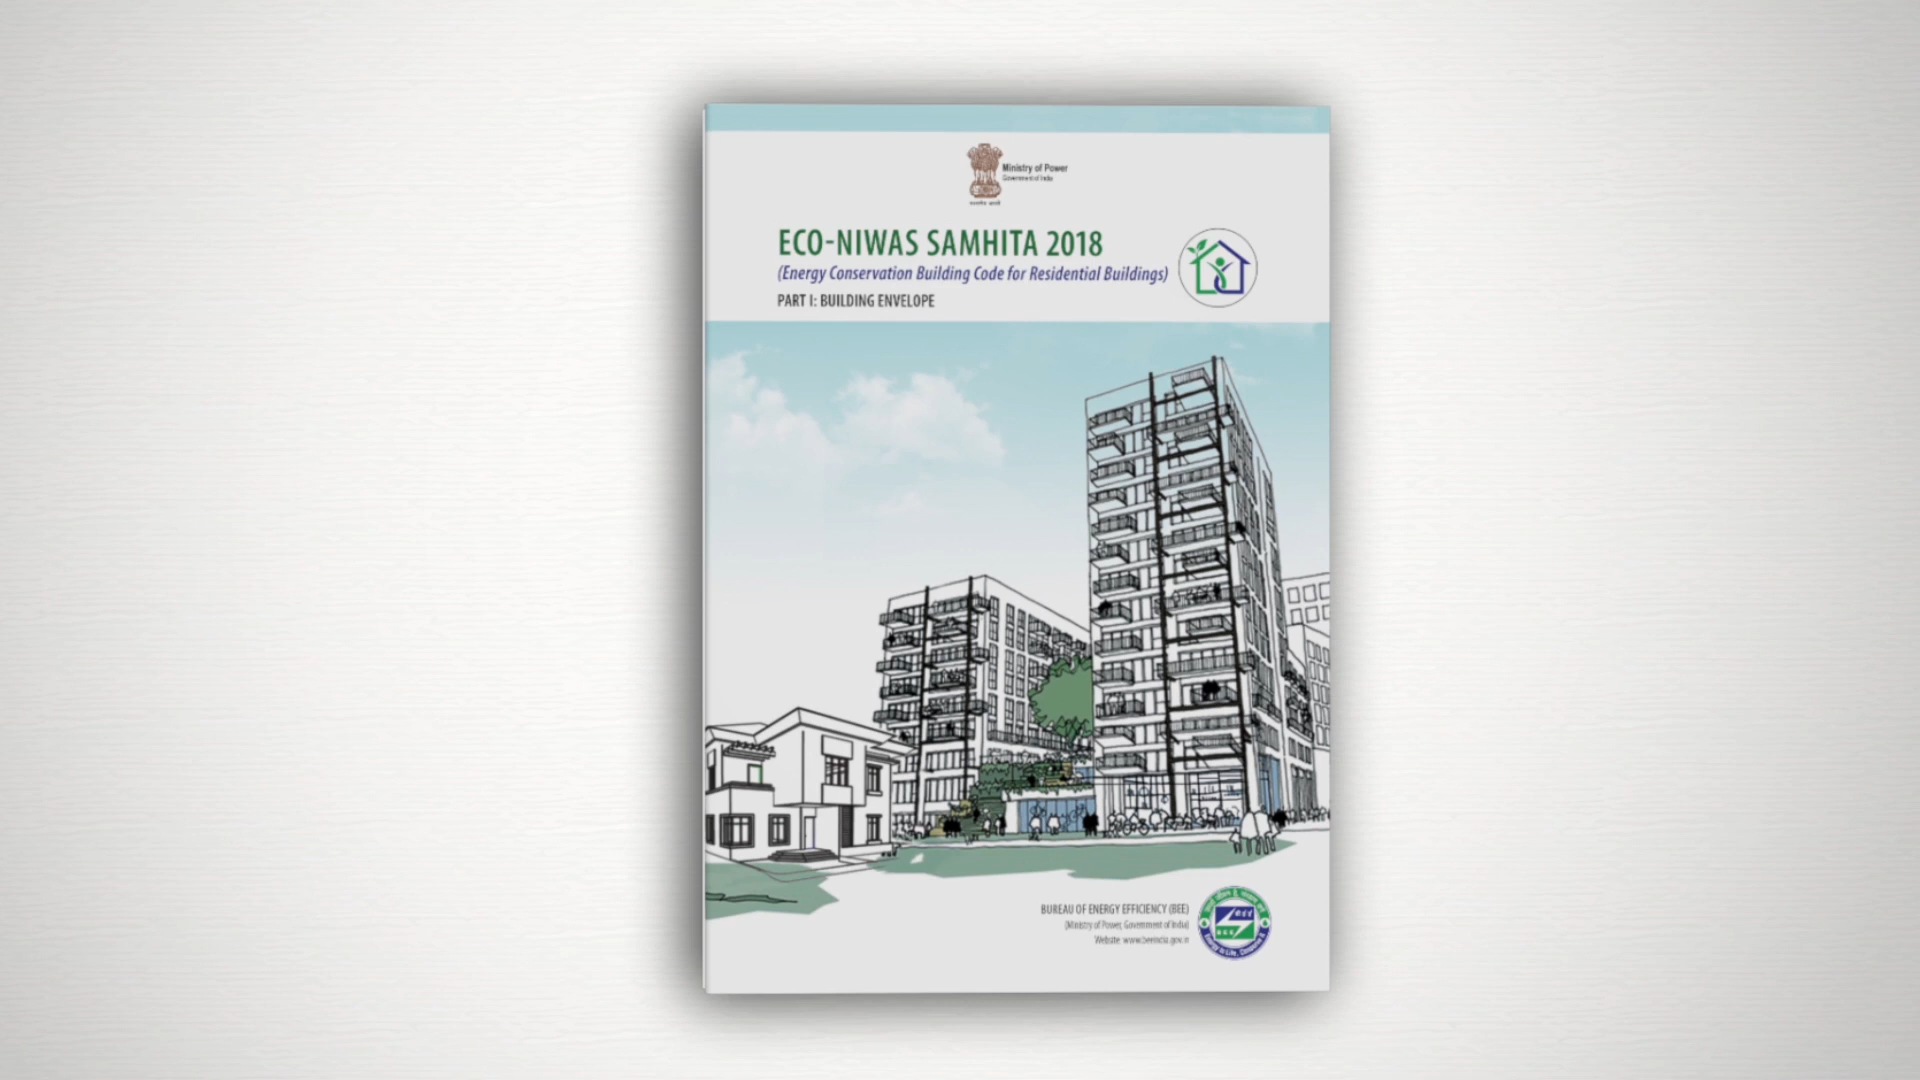 Ministry of Power
Government of India
ECO-NIWAS SAMHITA 2018
(Energy Conservation Building Code for Residential Buildings)
PART I: BUILDING ENVELOPE
BUREAU OF ENERGY EFFICIENCY (BEE)
(Ministry of Power, Government of India)
Website: www.beeindia.gov.in
BEE